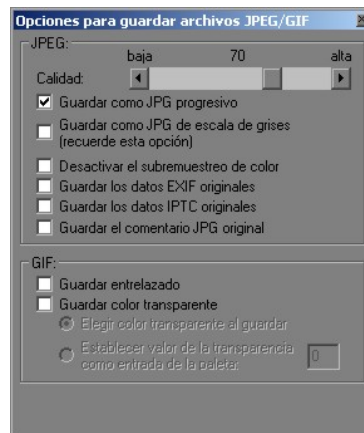 Opciones para guardar archivos JPEG/GIF
JPEG:
baja 70 alta
Calidad:
Guardar como JPG progresivo
Guardar como JPG de escala de grises
(recuerde esta opción)
Desactivar el submuestreo de color
Guardar los datos EXIF originales
Guardar los datos IPTC originales
Guardar el comentario JPG original
GIF:
Guardar entrelazado
Guardar color transparente
Elegir color transparente al guardar
Establecer valor de la transparencia
como entrada de la paleta: 0